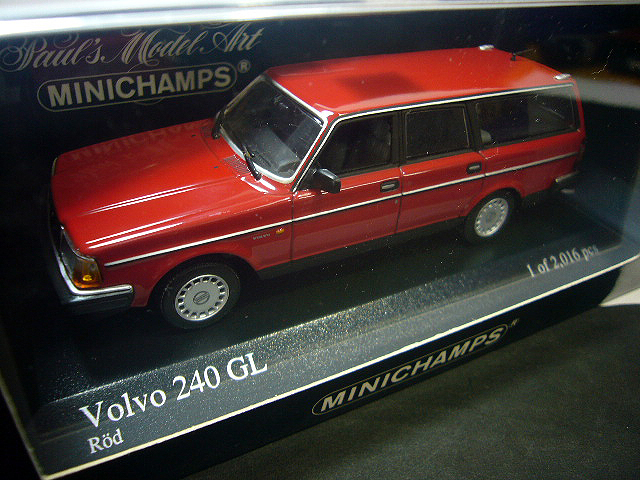 Paul's Model Art
MINICHAMPS®
1 of 2,016 pcs
Volvo 240 GL
Röd
MINICHAMPS®